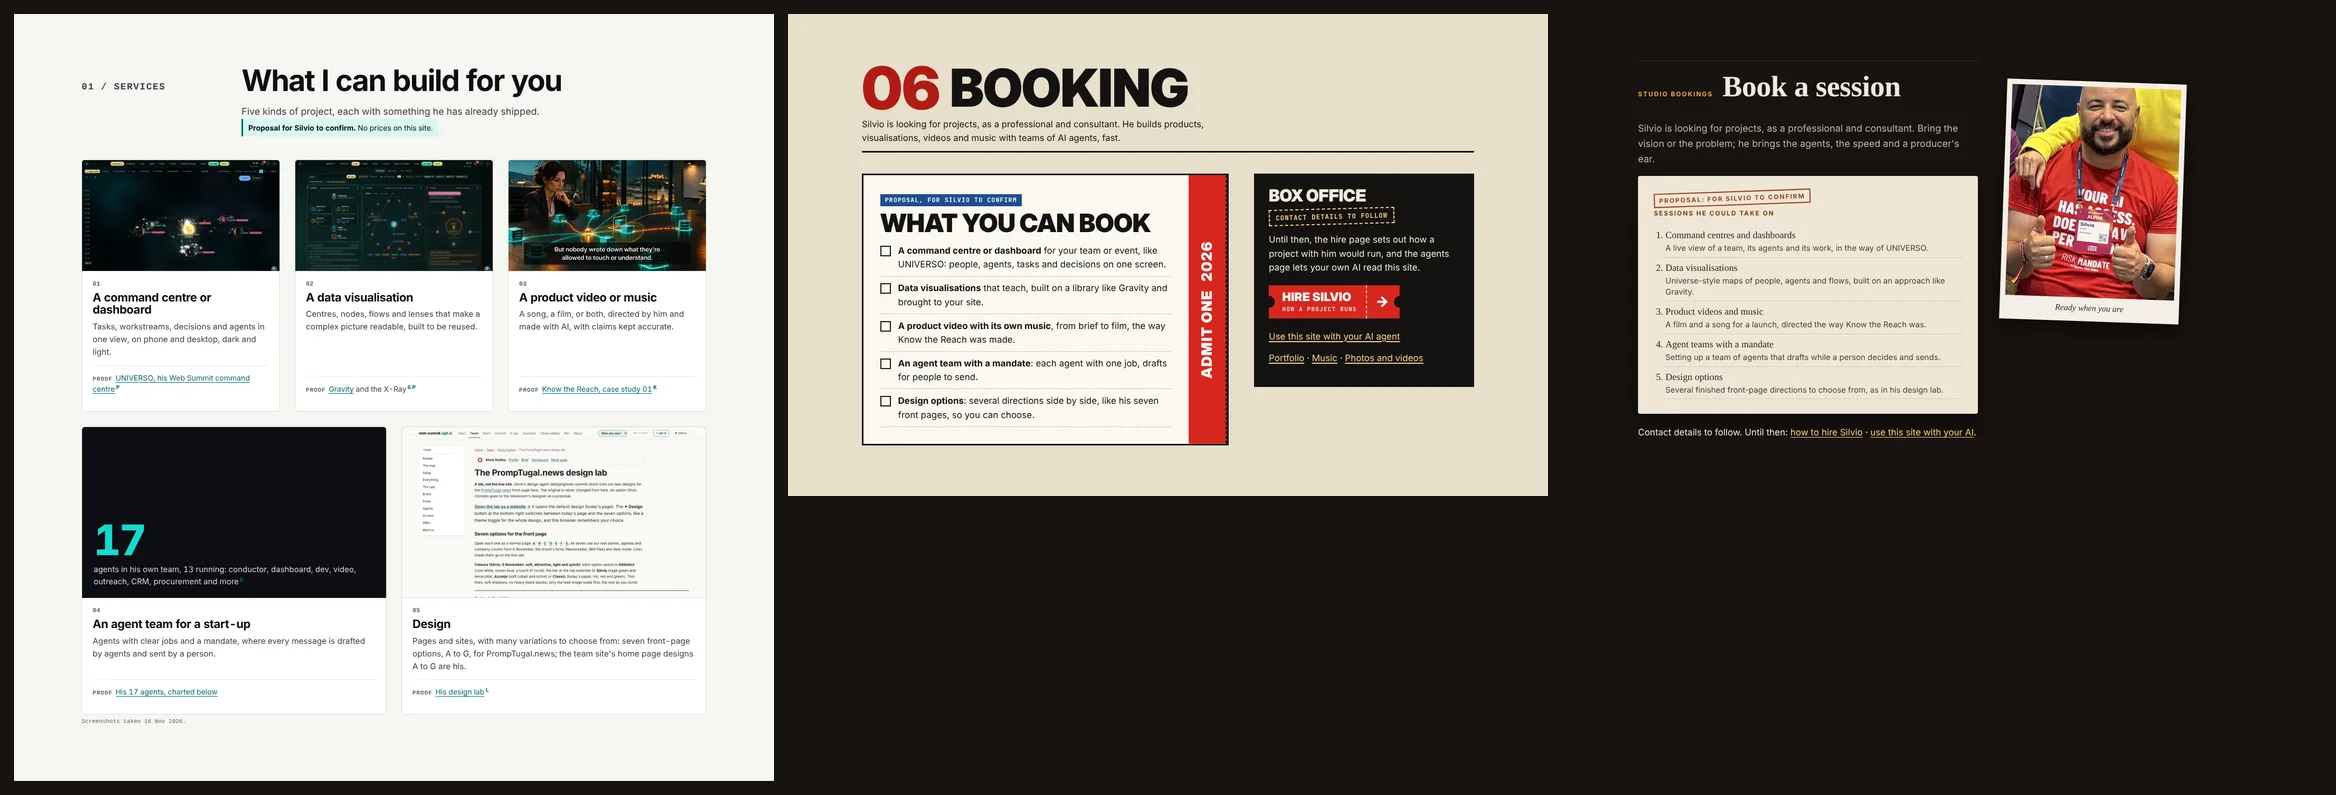 01 / SERVICES
What I can build for you
Five kinds of project, each with something he has already shipped.
Proposal for Silvio to confirm. No prices on this site.
But nobody wrote down what they're
allowed to touch or understand.
01
A command centre or
dashboard
Tasks, workstreams, decisions and agents in
one view, on phone and desktop, dark and
light.
PROOF UNIVERSO, his Web Summit command
centre P
02
A data visualisation
Centres, nodes, flows and lenses that make a
complex picture readable, built to be reused.
PROOF Gravity and the X-Ray G P
03
A product video or music
A song, a film, or both, directed by him and
made with AI, with claims kept accurate.
PROOF Know the Reach, case study 01 K
17
agents in his own team, 13 running: conductor, dashboard, dev, video,
outreach, CRM, procurement and more
04
An agent team for a start-up
Agents with clear jobs and a mandate, where every message is drafted
by agents and sent by a person.
PROOF His 17 agents, charted below
The PrompTugal.news design lab
Open the lab as a website
Seven options for the front page
05
Design
Pages and sites, with many variations to choose from: seven front-page
options, A to G, for PrompTugal.news; the team site's home page designs
A to G are his.
PROOF His design lab L
Screenshots taken 16 Nov 2026.
06 BOOKING
Silvio is looking for projects, as a professional and consultant. He builds products,
visualisations, videos and music with teams of AI agents, fast.
PROPOSAL, FOR SILVIO TO CONFIRM
WHAT YOU CAN BOOK
A command centre or dashboard for your team or event, like
UNIVERSO: people, agents, tasks and decisions on one screen.
Data visualisations that teach, built on a library like Gravity and
brought to your site.
A product video with its own music, from brief to film, the way
Know the Reach was made.
An agent team with a mandate: each agent with one job, drafts
for people to send.
Design options: several directions side by side, like his seven
front pages, so you can choose.
ADMIT ONE 2026
BOX OFFICE
CONTACT DETAILS TO FOLLOW
Until then, the hire page sets out how a
project with him would run, and the agents
page lets your own AI read this site.
HIRE SILVIO →
HOW A PROJECT RUNS
Use this site with your AI agent
Portfolio · Music · Photos and videos
STUDIO BOOKINGS Book a session
Silvio is looking for projects, as a professional and consultant. Bring the
vision or the problem; he brings the agents, the speed and a producer's
ear.
PROPOSAL: FOR SILVIO TO CONFIRM
SESSIONS HE COULD TAKE ON
1. Command centres and dashboards
A live view of a team, its agents and its work, in the way of UNIVERSO.
2. Data visualisations
Universe-style maps of people, agents and flows, built on an approach like
Gravity.
3. Product videos and music
A film and a song for a launch, directed the way Know the Reach was.
4. Agent teams with a mandate
Setting up a team of agents that drafts while a person decides and sends.
5. Design options
Several finished front-page directions to choose from, as in his design lab.
Contact details to follow. Until then: how to hire Silvio · use this site with your AI.
YOUR
RISK MANDATE
Silvio
Ready when you are